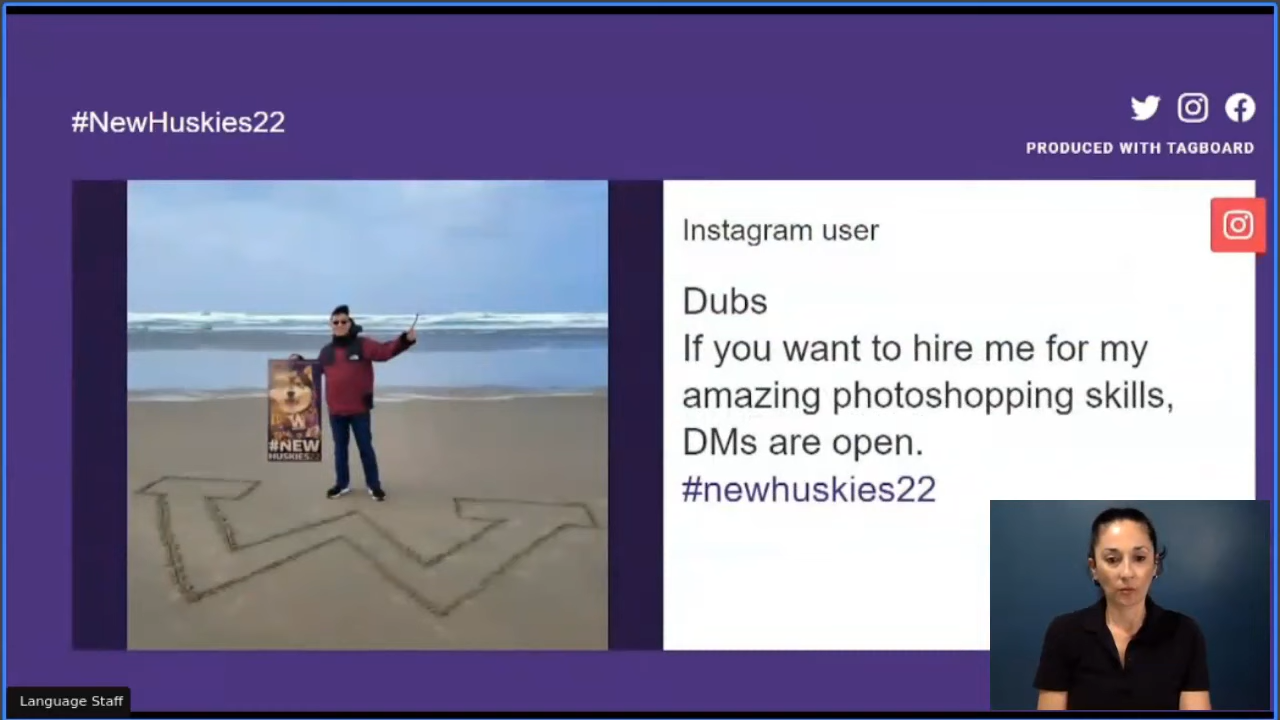 #NewHuskies22
PRODUCED WITH TAGBOARD
W
#NEW
HUSKIES22
W
Instagram user
Dubs
If you want to hire me for my
amazing photoshopping skills,
DMs are open.
#newhuskies22
Language Staff